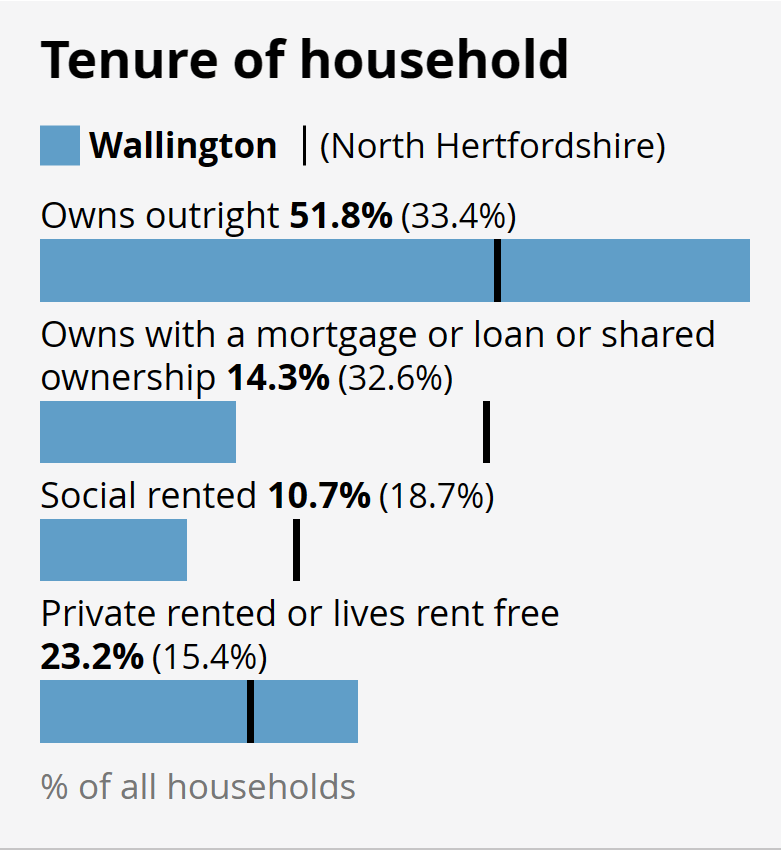 Tenure of household
Wallington (North Hertfordshire)
Owns outright 51.8% (33.4%)
Owns with a mortgage or loan or shared
ownership 14.3% (32.6%)
Social rented 10.7% (18.7%)
Private rented or lives rent free
23.2% (15.4%)
% of all households